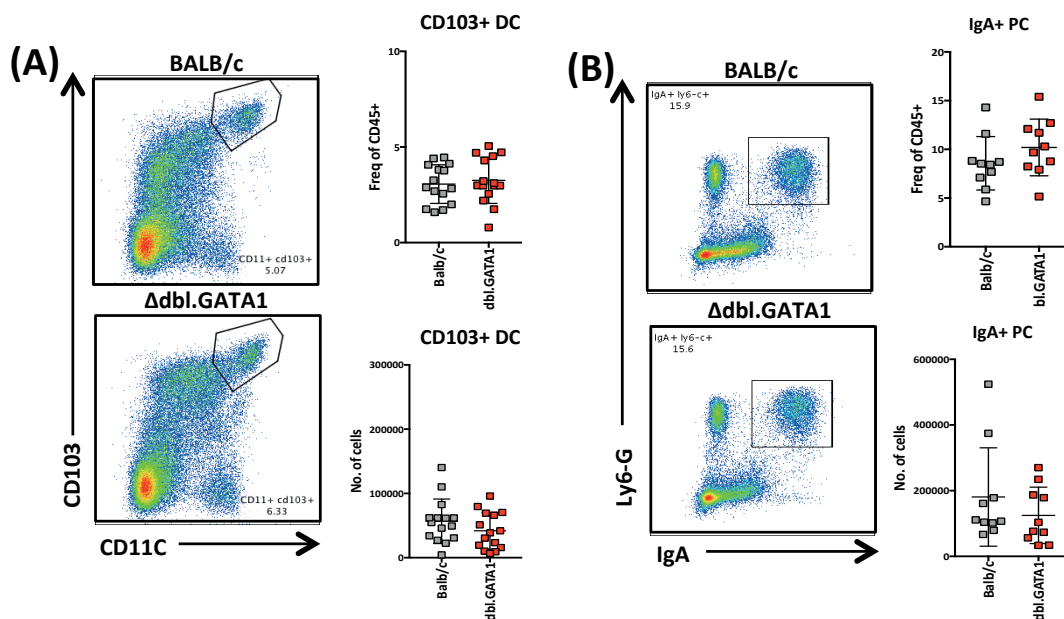 (A)
BALB/c
CD11+ cd103+
5.07
Δdbl.GATA1
CD11+ cd103+
6.33
CD103
CD11C
CD103+ DC
Freq of CD45+
10
5
0
Balb/c
dbl.GATA1
CD103+ DC
No. of cells
300000
200000
100000
0
Balb/c
dbl.GATA1
(B)
BALB/c
IgA+ ly6-c+
15.9
Δdbl.GATA1
IgA+ ly6-c+
15.6
Ly6-G
IgA
IgA+ PC
Freq of CD45+
20
15
10
5
0
Balb/c
bl.GATA1
IgA+ PC
No. of cells
600000
400000
200000
0
Balb/c
dbl.GATA1